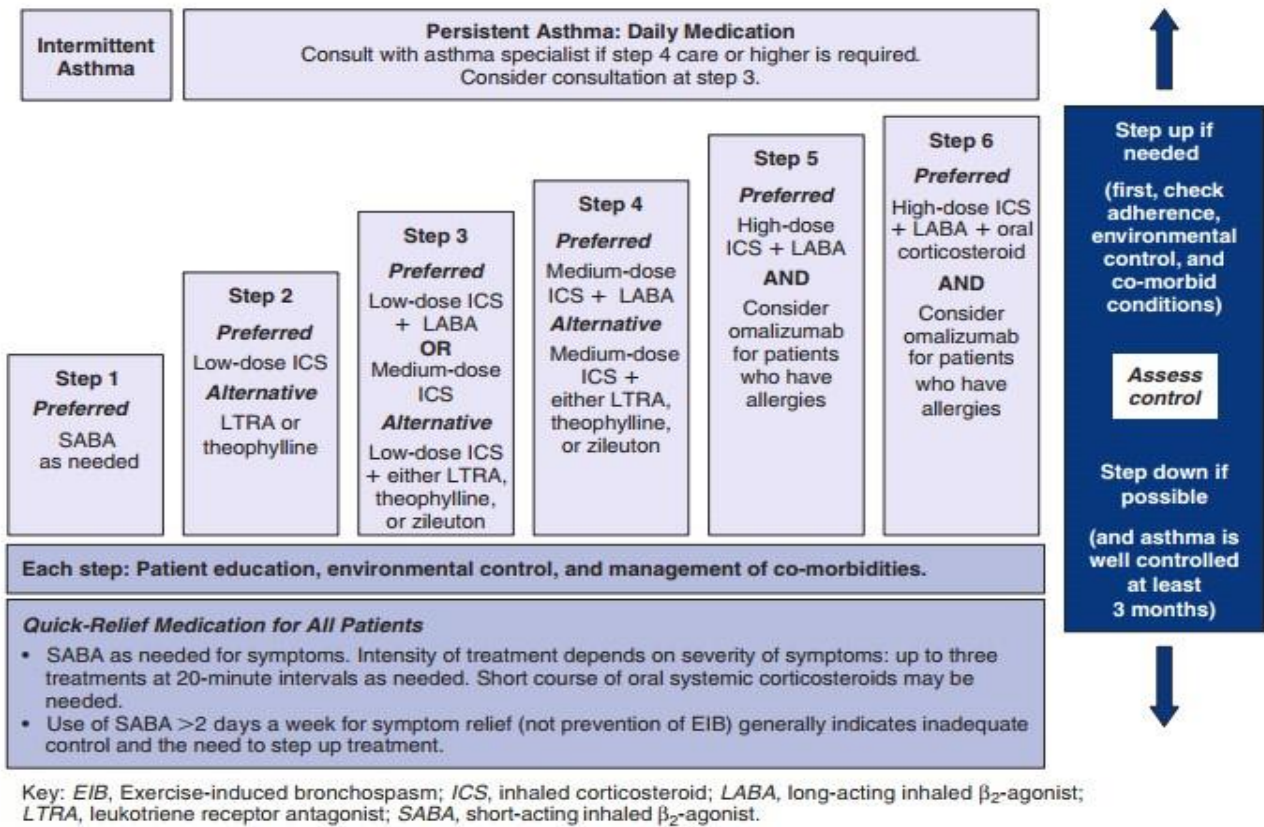 Intermittent
Asthma
Persistent Asthma: Daily Medication
Consult with asthma specialist if step 4 care or higher is required.
Consider consultation at step 3.
Step 1
Preferred
SABA
as needed
Step 2
Preferred
Low-dose ICS
Alternative
LTRA or
theophylline
Step 3
Preferred
Low-dose ICS
+ LABA
OR
Medium-dose
ICS
Alternative
Low-dose ICS
+ either LTRA,
theophylline,
or zileuton
Step 4
Preferred
Medium-dose
ICS + LABA
Alternative
Medium-dose
ICS +
either LTRA,
theophylline,
or zileuton
Step 5
Preferred
High-dose
ICS + LABA
AND
Consider
omalizumab
for patients
who have
allergies
Step 6
Preferred
High-dose ICS
+ LABA + oral
corticosteroid
AND
Consider
omalizumab
for patients
who have
allergies
Step up if
needed
(first, check
adherence,
environmental
control, and
co-morbid
conditions)
Assess
control
Step down if
possible
(and asthma is
well controlled
at least
3 months)
Each step: Patient education, environmental control, and management of co-morbidities.
Quick-Relief Medication for All Patients
• SABA as needed for symptoms. Intensity of treatment depends on severity of symptoms: up to three
treatments at 20-minute intervals as needed. Short course of oral systemic corticosteroids may be
needed.
• Use of SABA >2 days a week for symptom relief (not prevention of EIB) generally indicates inadequate
control and the need to step up treatment.
Key: EIB, Exercise-induced bronchospasm; ICS, inhaled corticosteroid; LABA, long-acting inhaled β₂-agonist;
LTRA, leukotriene receptor antagonist; SABA, short-acting inhaled β₂-agonist.